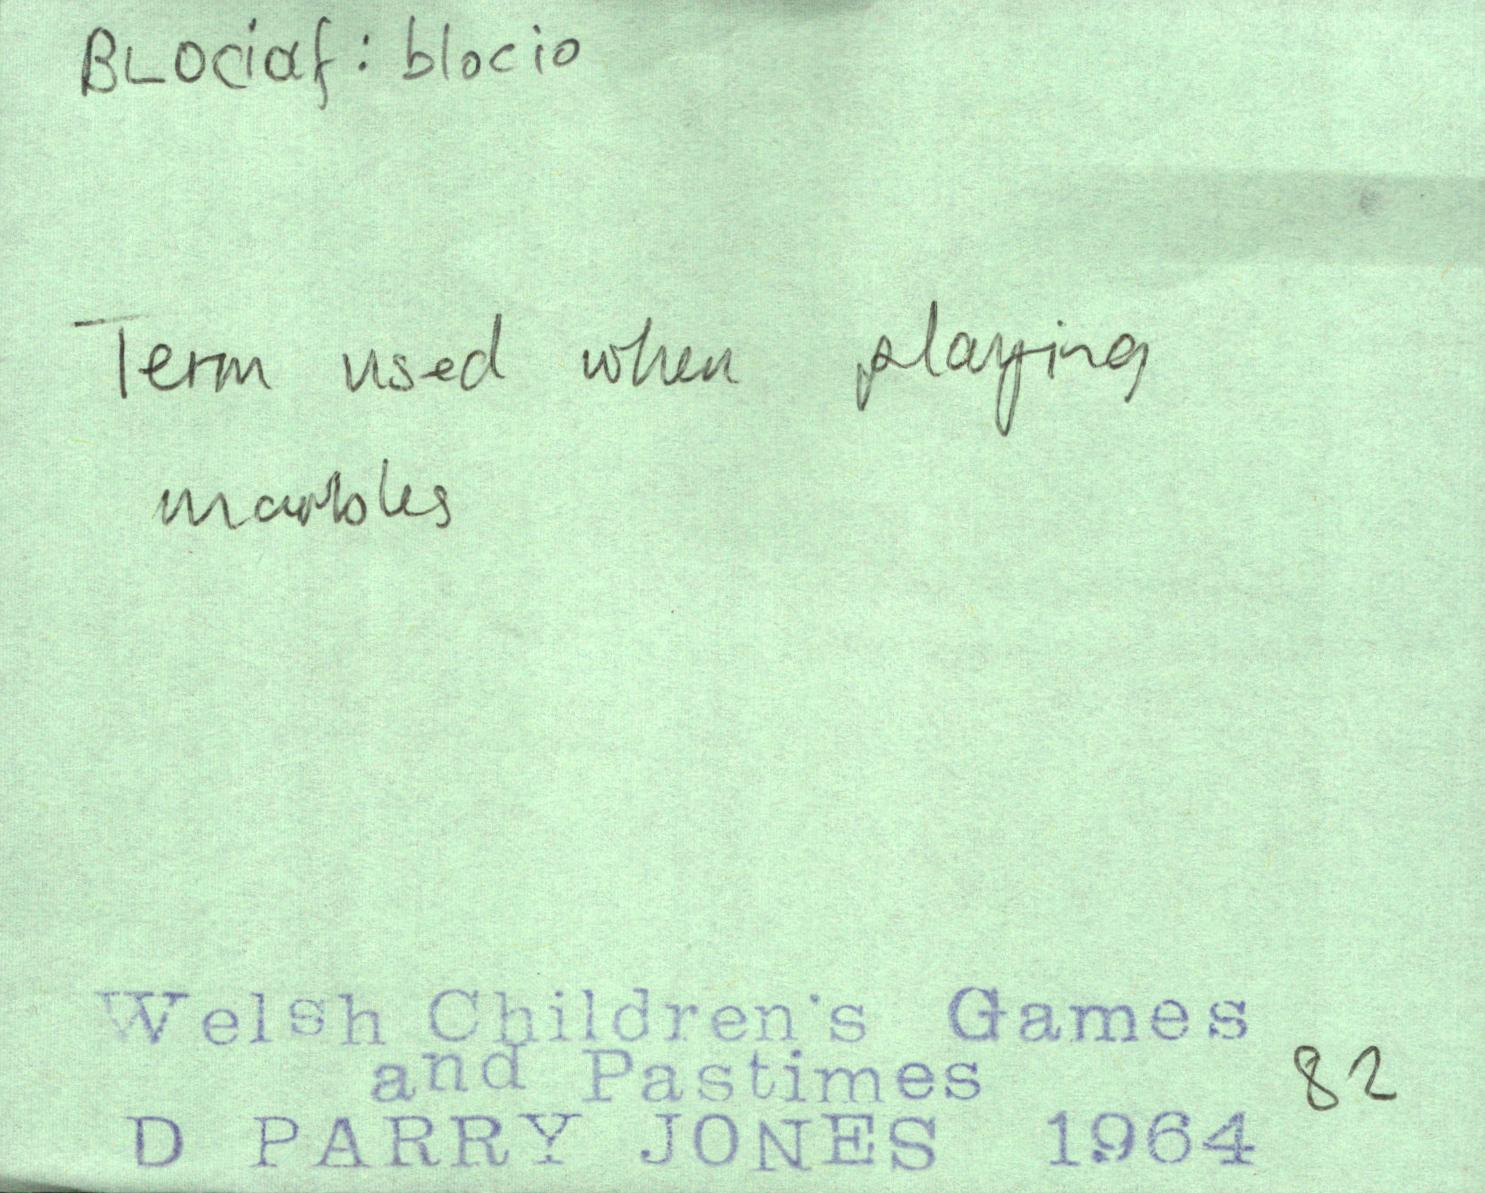 BLOciaf: blocio
Term used when playing
marbles
Welsh Children's Games
and Pastimes 82
D PARRY JONES 1964